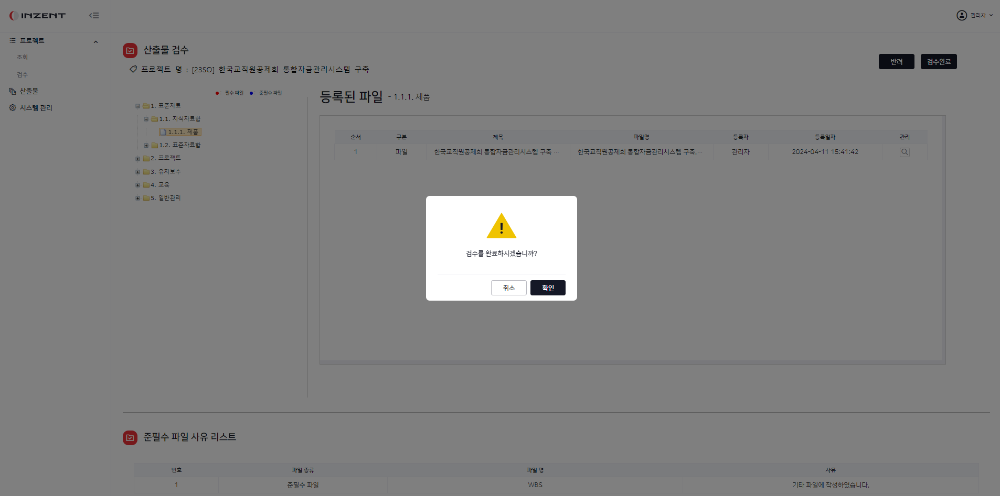 INZENT
관리자
프로젝트
조회
검수
산출물
시스템 관리
산출물 검수
프로젝트 명 : [23SO] 한국교직원공제회 통합자금관리시스템 구축
반려
검수완료
: 필수 파일 : 준필수 파일
1. 표준자료
1.1. 지식자료함
1.1.1. 제품
1.2. 표준자료함
2. 프로젝트
3. 유지보수
4. 교육
5. 일반관리
등록된 파일 - 1.1.1. 제품
순서 구분 제목 파일명 등록자 등록일자 관리
1 파일 한국교직원공제회 통합자금관리시스템 구축 ... 한국교직원공제회 통합자금관리시스템 구축.... 관리자 2024-04-11 15:41:42
검수를 완료하시겠습니까?
취소
확인
준필수 파일 사유 리스트
번호 파일 종류 파일 명 사유
1 준필수 파일 WBS 기타 파일에 작성하였습니다.